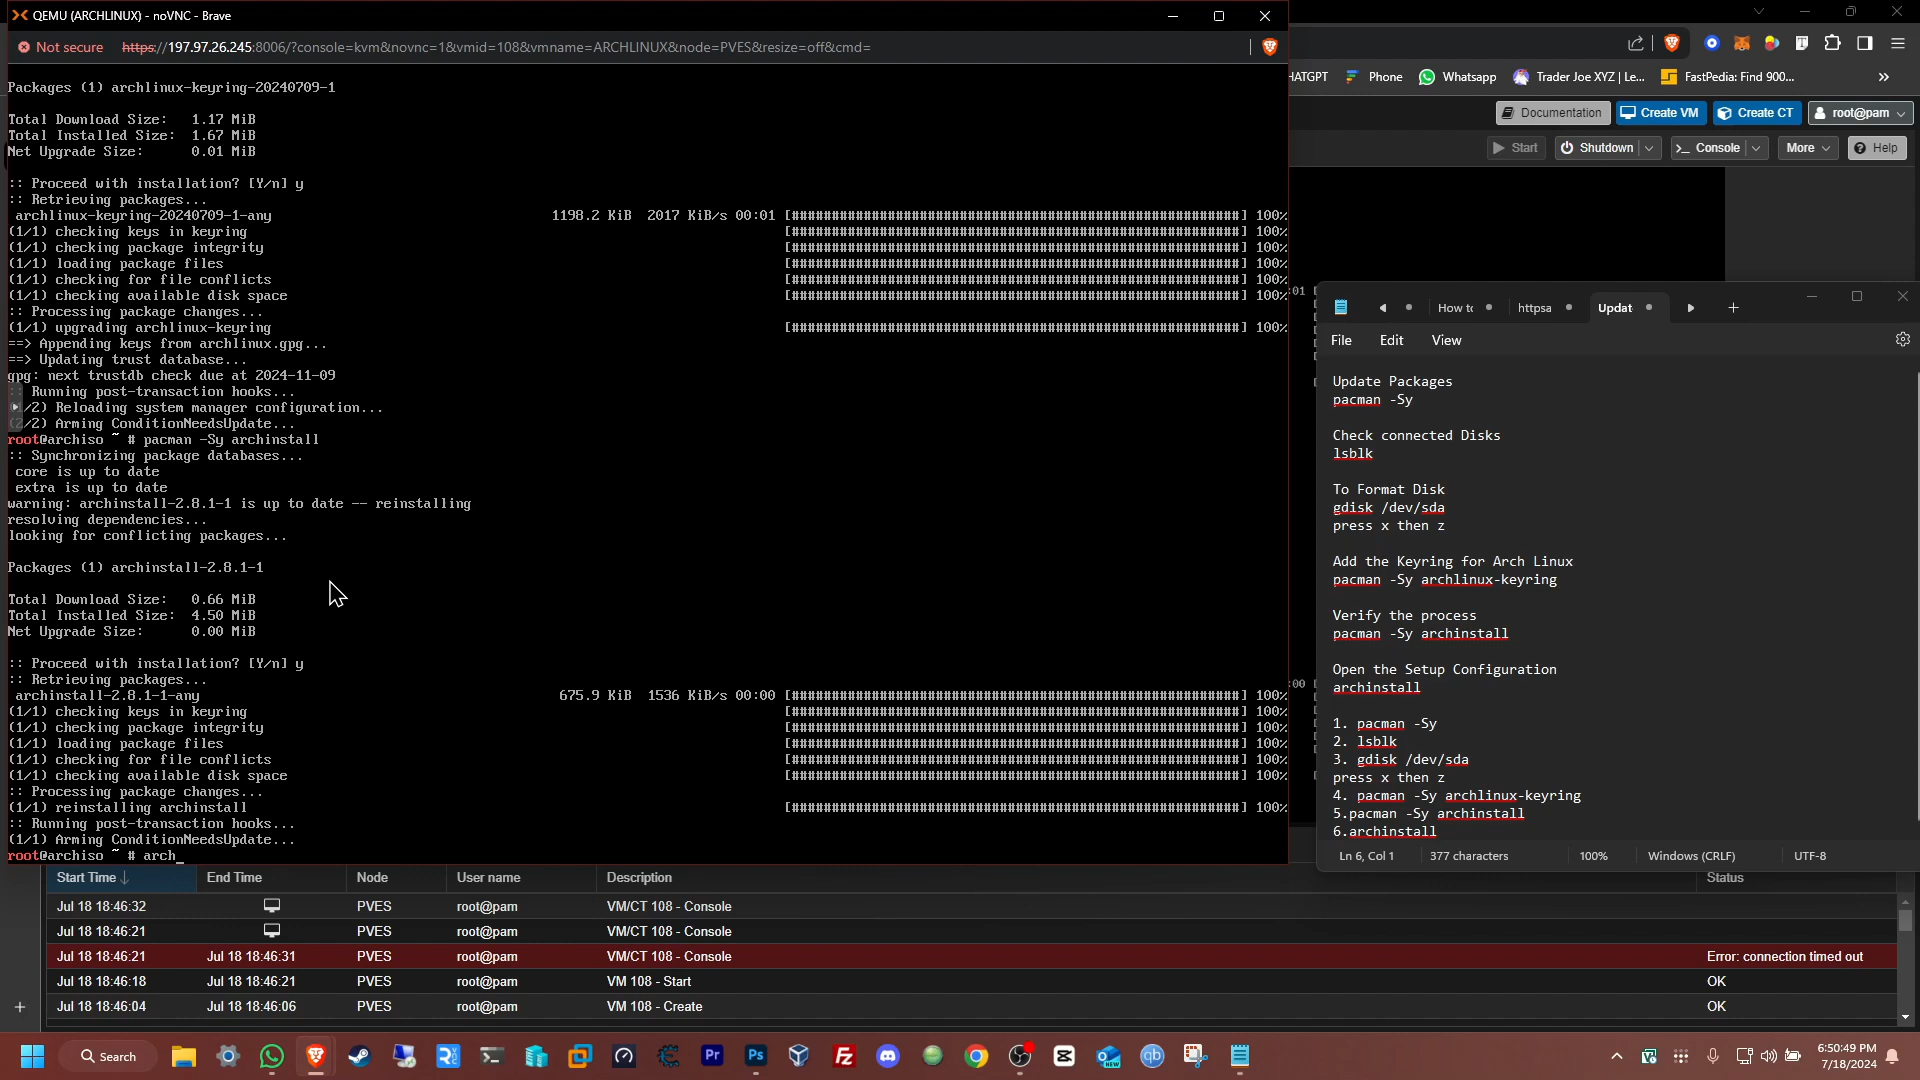 QEMU (ARCHLINUX) - noVNC - Brave
Not secure https://197.97.26.245:8006/?console=kvm&novnc=1&vmid=108&vmname=ARCHLINUX&node=PVES&resize=off&cmd=
HATGPT Phone Whatsapp Trader Joe XYZ | Le... FastPedia: Find 900... »
Documentation Create VM Create CT root@pam
Start Shutdown Console More Help
Packages (1) archlinux-keyring-20240709-1
Total Download Size: 1.17 MiB
Total Installed Size: 1.67 MiB
Net Upgrade Size: 0.01 MiB
:: Proceed with installation? [Y/n] y
:: Retrieving packages...
archlinux-keyring-20240709-1-any 1198.2 KiB 2017 KiB/s 00:01 100%
(1/1) checking keys in keyring 100%
(1/1) checking package integrity 100%
(1/1) loading package files 100%
(1/1) checking for file conflicts 100%
(1/1) checking available disk space 100%
:: Processing package changes...
(1/1) upgrading archlinux-keyring 100%
==> Appending keys from archlinux.gpg...
==> Updating trust database...
gpg: next trustdb check due at 2024-11-09
:: Running post-transaction hooks...
/2) Reloading system manager configuration...
(2/2) Arming ConditionNeedsUpdate...
root@archiso ~ # pacman -Sy archinstall
:: Synchronizing package databases...
core is up to date
extra is up to date
warning: archinstall-2.8.1-1 is up to date -- reinstalling
resolving dependencies...
looking for conflicting packages...
Packages (1) archinstall-2.8.1-1
Total Download Size: 0.66 MiB
Total Installed Size: 4.50 MiB
Net Upgrade Size: 0.00 MiB
:: Proceed with installation? [Y/n] y
:: Retrieving packages...
archinstall-2.8.1-1-any 675.9 KiB 1536 KiB/s 00:00 100%
(1/1) checking keys in keyring 100%
(1/1) checking package integrity 100%
(1/1) loading package files 100%
(1/1) checking for file conflicts 100%
(1/1) checking available disk space 100%
:: Processing package changes...
(1/1) reinstalling archinstall 100%
:: Running post-transaction hooks...
(1/1) Arming ConditionNeedsUpdate...
root@archiso ~ # arch_
:01 [
:00 [
How to httpsa Updat
File Edit View
Update Packages
pacman -Sy
Check connected Disks
lsblk
To Format Disk
gdisk /dev/sda
press x then z
Add the Keyring for Arch Linux
pacman -Sy archlinux-keyring
Verify the process
pacman -Sy archinstall
Open the Setup Configuration
archinstall
1. pacman -Sy
2. lsblk
3. gdisk /dev/sda
press x then z
4. pacman -Sy archlinux-keyring
5.pacman -Sy archinstall
6.archinstall
Ln 6, Col 1 377 characters 100% Windows (CRLF) UTF-8
Start Time ↓ End Time Node User name Description Status
Jul 18 18:46:32 PVES root@pam VM/CT 108 - Console
Jul 18 18:46:21 PVES root@pam VM/CT 108 - Console
Jul 18 18:46:21 Jul 18 18:46:31 PVES root@pam VM/CT 108 - Console Error: connection timed out
Jul 18 18:46:18 Jul 18 18:46:21 PVES root@pam VM 108 - Start OK
Jul 18 18:46:04 Jul 18 18:46:06 PVES root@pam VM 108 - Create OK
Search
6:50:49 PM
7/18/2024